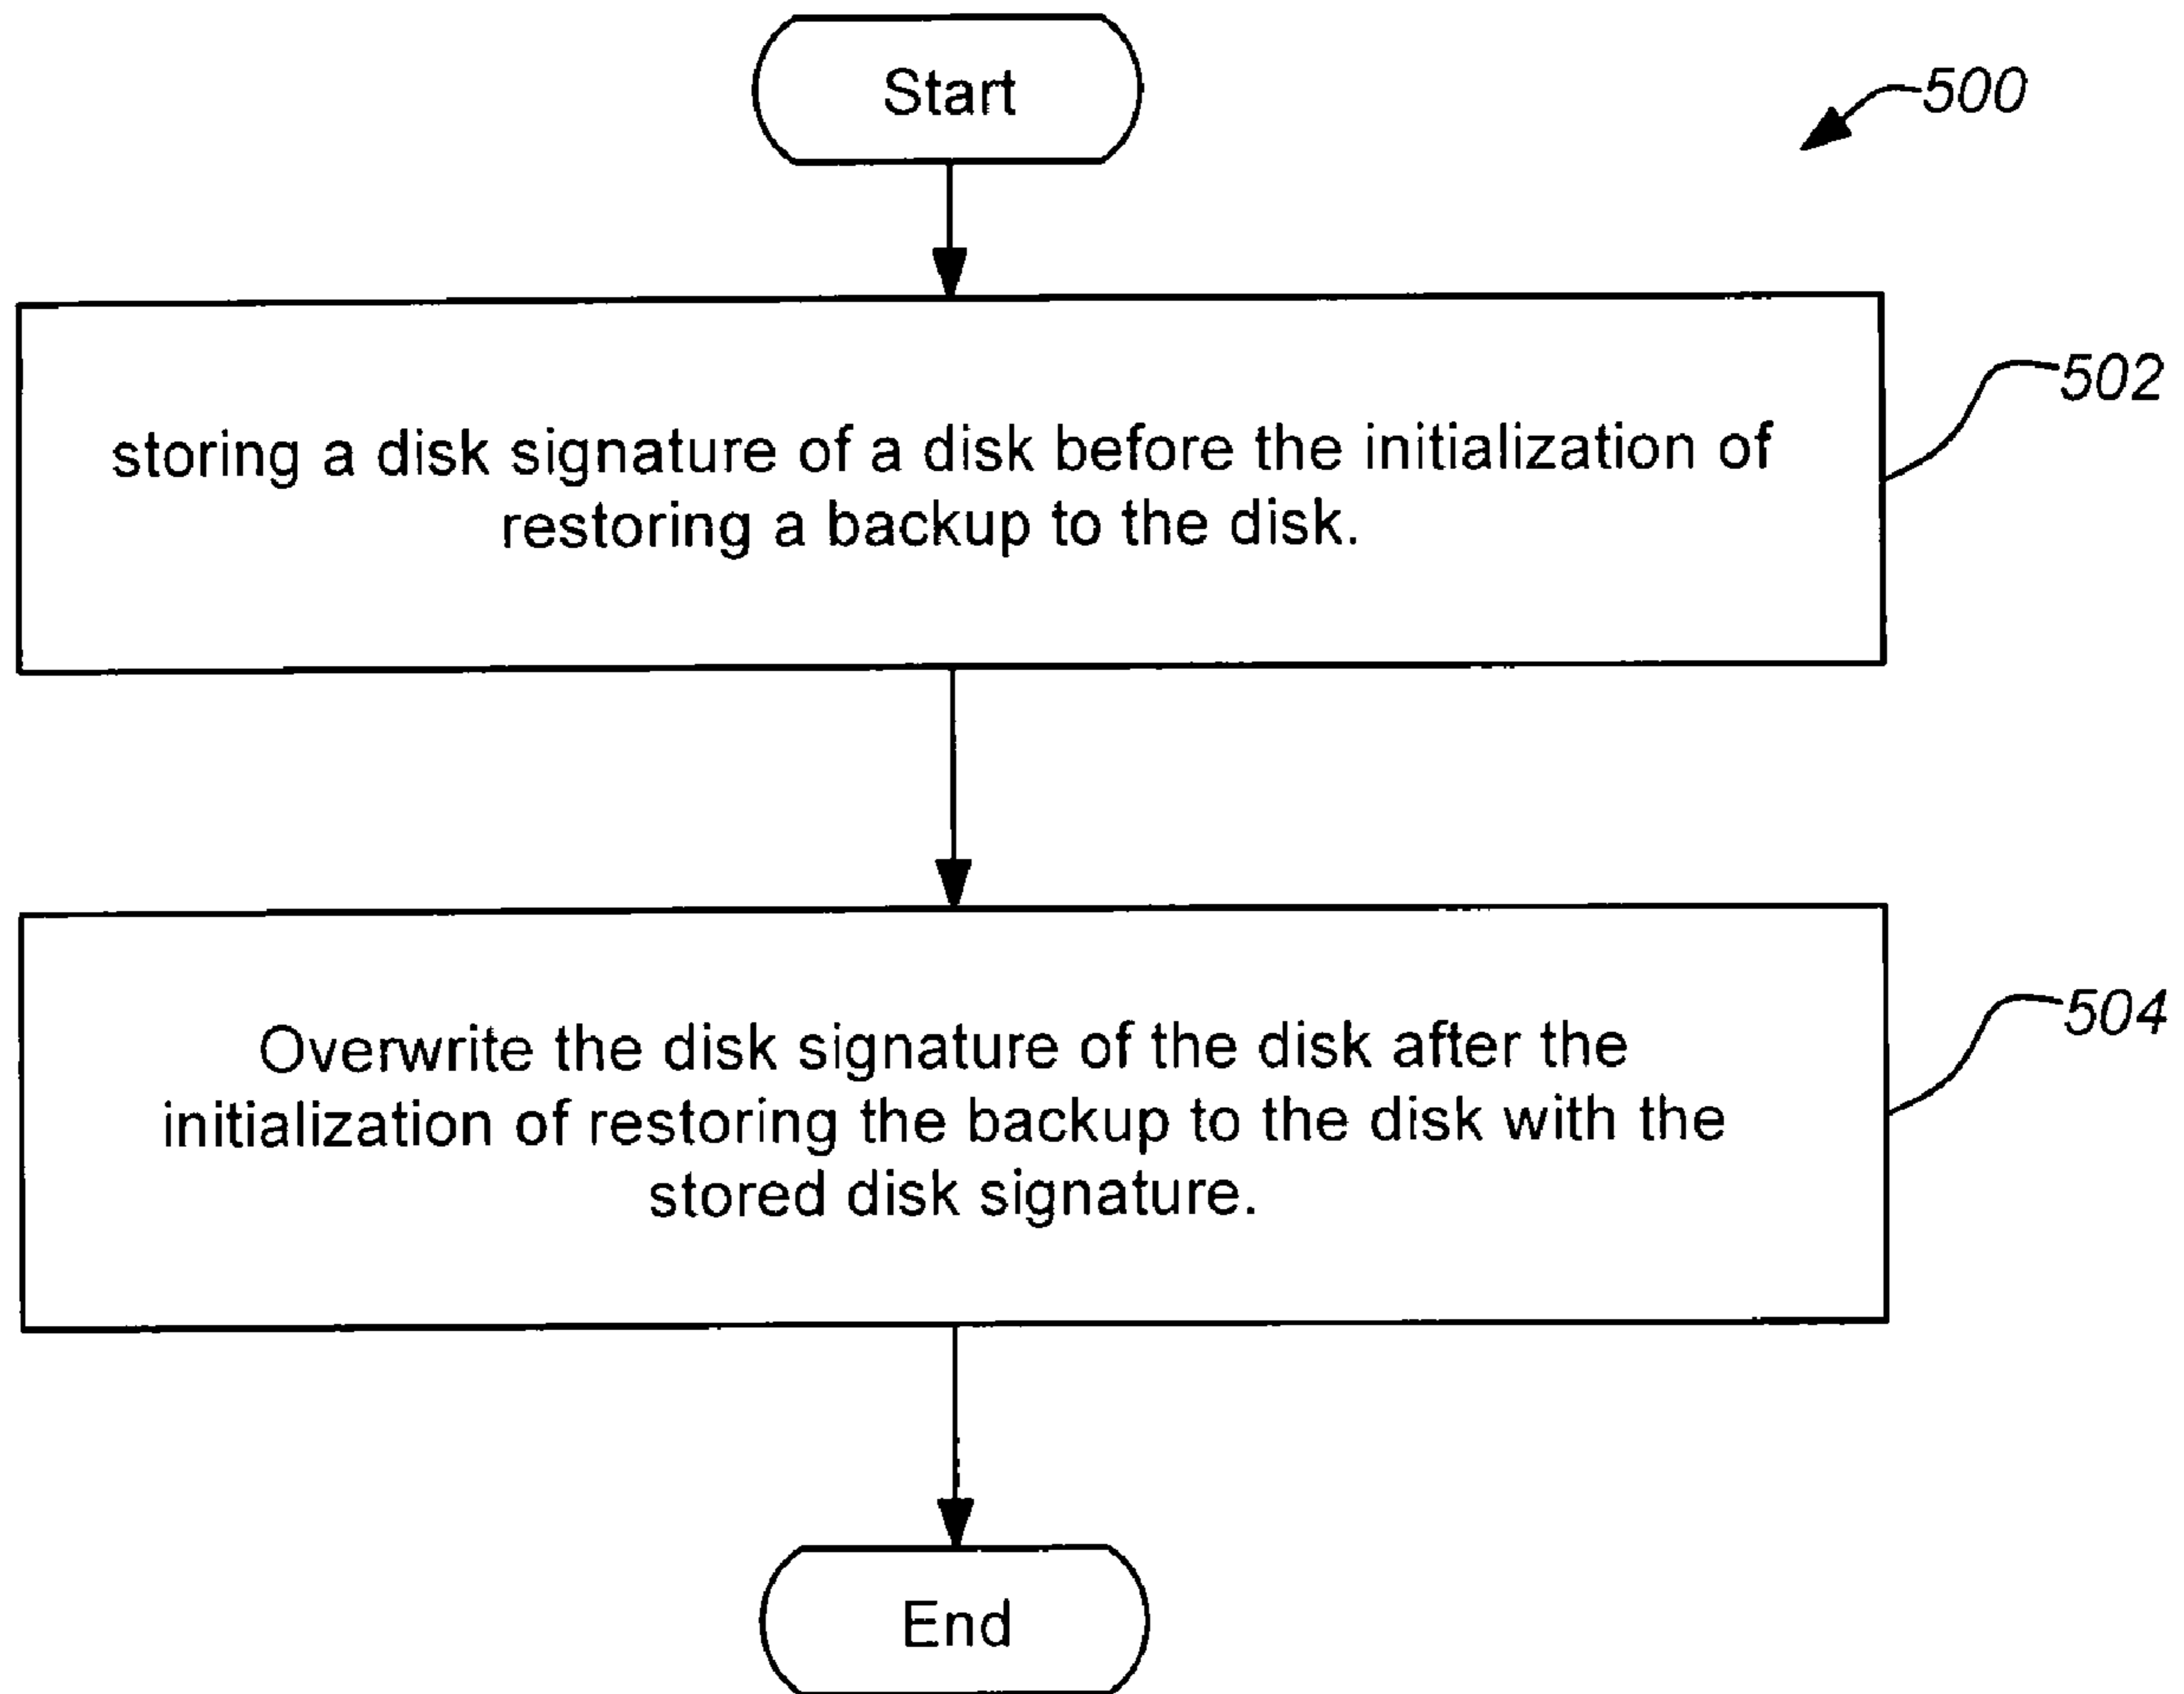 Start
500
storing a disk signature of a disk before the initialization of
restoring a backup to the disk.
502
Overwrite the disk signature of the disk after the
initialization of restoring the backup to the disk with the
stored disk signature.
504
End